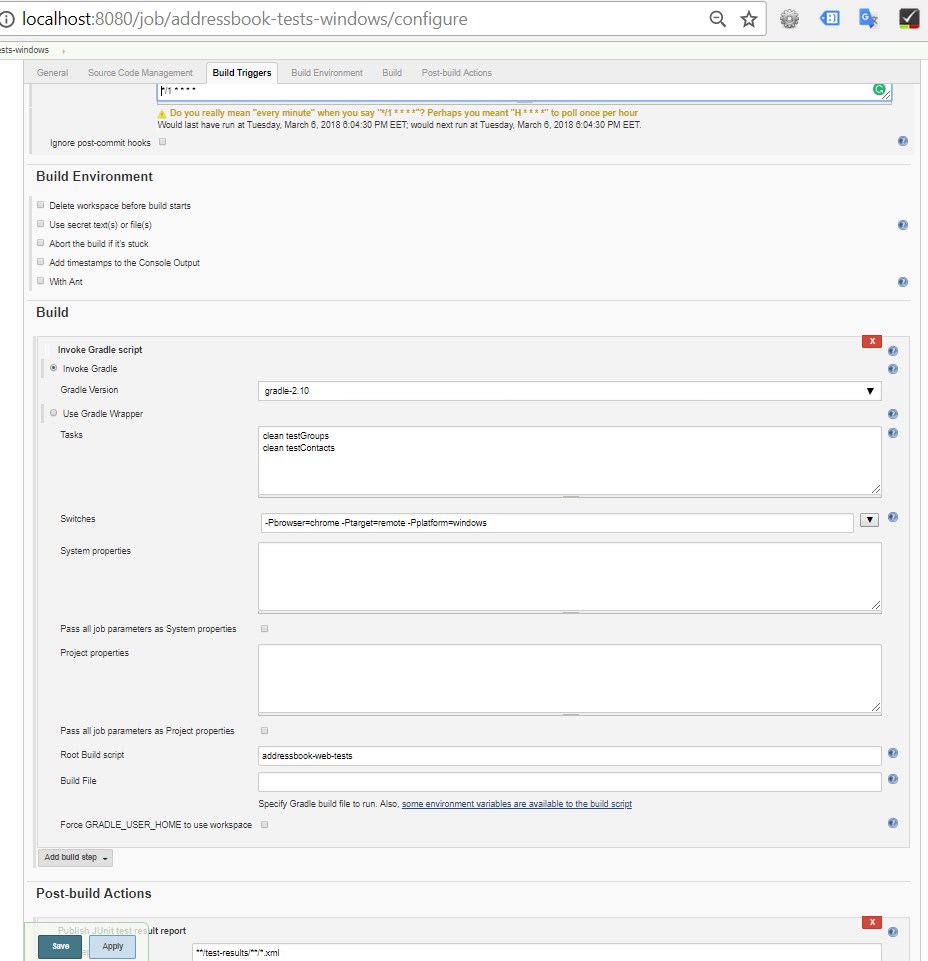 localhost:8080/job/addressbook-tests-windows/configure
sts-windows
General Source Code Management Build Triggers Build Environment Build Post-build Actions
*/1 * * * *
Do you really mean "every minute" when you say "*/1 * * * *"? Perhaps you meant "H * * * *" to poll once per hour
Would last have run at Tuesday, March 6, 2018 6:04:30 PM EET; would next run at Tuesday, March 6, 2018 6:04:30 PM EET.
Ignore post-commit hooks
Build Environment
Delete workspace before build starts
Use secret text(s) or file(s)
Abort the build if it's stuck
Add timestamps to the Console Output
With Ant
Build
X
Invoke Gradle script
Invoke Gradle
Gradle Version gradle-2.10
Use Gradle Wrapper
Tasks clean testGroups
clean testContacts
Switches -Pbrowser=chrome -Ptarget=remote -Pplatform=windows
System properties
Pass all job parameters as System properties
Project properties
Pass all job parameters as Project properties
Root Build script addressbook-web-tests
Build File
Specify Gradle build file to run. Also, some environment variables are available to the build script
Force GRADLE_USER_HOME to use workspace
Add build step
Post-build Actions
X
Publish JUnit test result report
Save Apply **/test-results/**/*.xml